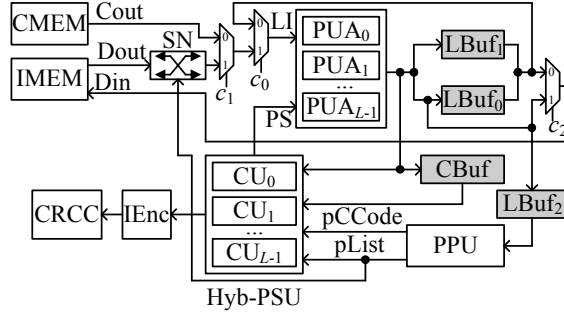 CMEM
Cout
Dout
IMEM
Din
SN
0
1
c1
0
1
c0
LI
PS
PUA0
PUA1
...
PUAL-1
LBuf1
LBuf0
0
1
c2
CU0
CU1
...
CUL-1
Hyb-PSU
CBuf
LBuf2
pCCode
pList
PPU
CRCC
IEnc